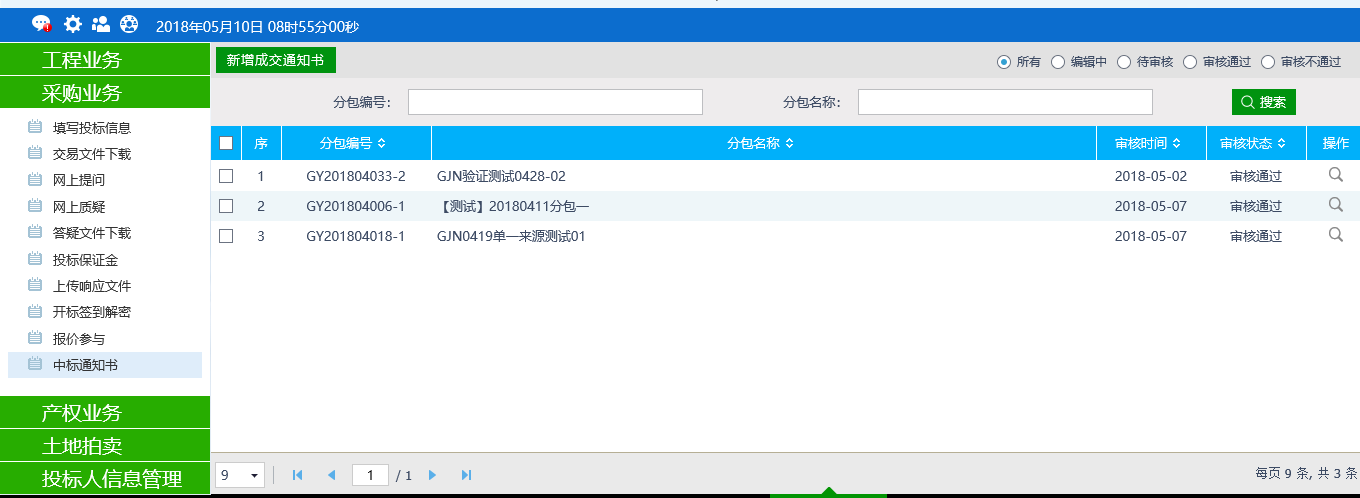 2018年05月10日 08时55分00秒
工程业务
采购业务
填写投标信息
交易文件下载
网上提问
网上质疑
答疑文件下载
投标保证金
上传响应文件
开标签到解密
报价参与
中标通知书
产权业务
土地拍卖
投标人信息管理
新增成交通知书
所有 编辑中 待审核 审核通过 审核不通过
分包编号： 分包名称： 搜索
序 分包编号 分包名称 审核时间 审核状态 操作
1 GY201804033-2 GJN验证测试0428-02 2018-05-02 审核通过
2 GY201804006-1 【测试】20180411分包一 2018-05-07 审核通过
3 GY201804018-1 GJN0419单一来源测试01 2018-05-07 审核通过
9 1 / 1 每页 9 条, 共 3 条